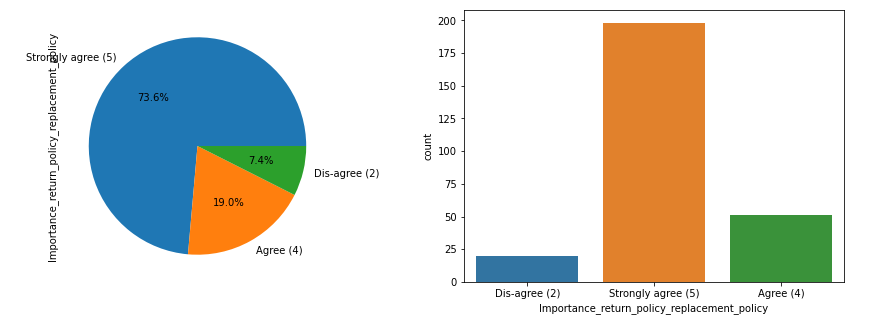 Importance_return_policy_replacement_policy
Strongly agree (5)
73.6%
7.4%
Dis-agree (2)
19.0%
Agree (4)
count
200
175
150
125
100
75
50
25
0
Dis-agree (2) Strongly agree (5) Agree (4)
Importance_return_policy_replacement_policy